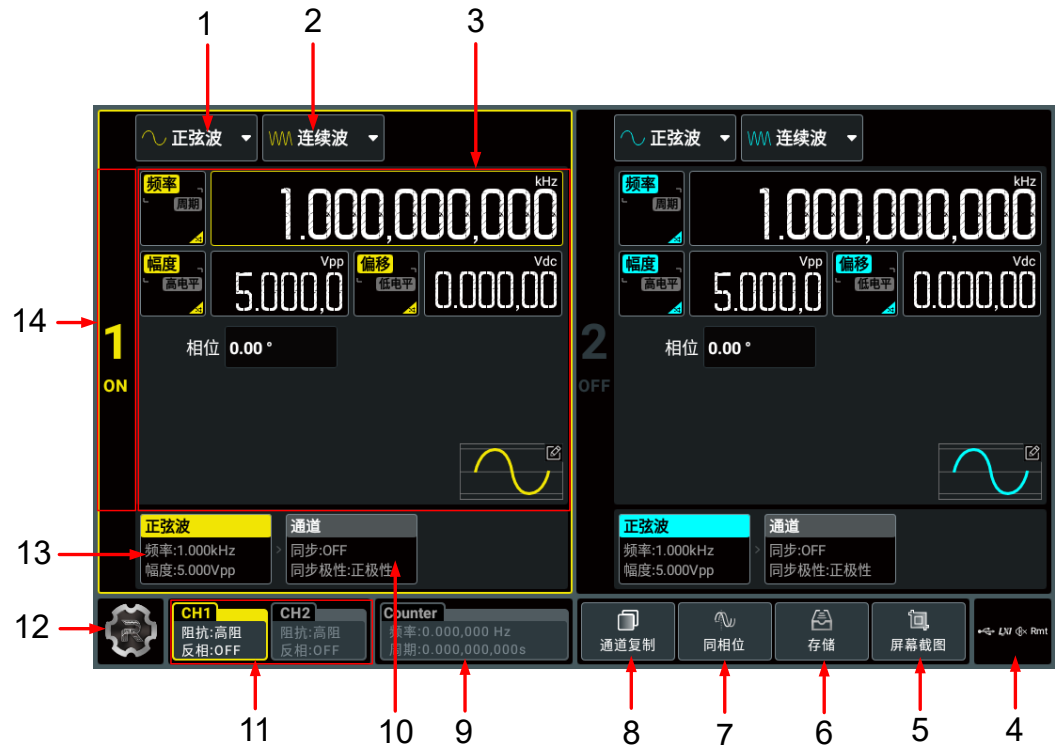 1
2
3
正弦波
连续波
正弦波
连续波
频率
周期
1.000,000,000
kHz
频率
周期
1.000,000,000
kHz
幅度
高电平
5.000,0
Vpp
偏移
低电平
0.000,00
Vdc
幅度
高电平
5.000,0
Vpp
偏移
低电平
0.000,00
Vdc
14
1
ON
相位 0.00 °
2
OFF
相位 0.00 °
13
正弦波
频率:1.000kHz
幅度:5.000Vpp
通道
同步:OFF
同步极性:正极性
正弦波
频率:1.000kHz
幅度:5.000Vpp
通道
同步:OFF
同步极性:正极性
12
CH1
阻抗:高阻
反相:OFF
CH2
阻抗:高阻
反相:OFF
Counter
频率:0.000,000 Hz
周期:0.000,000,000s
通道复制
同相位
存储
屏幕截图
LXI
Rmt
11
10
9
8
7
6
5
4